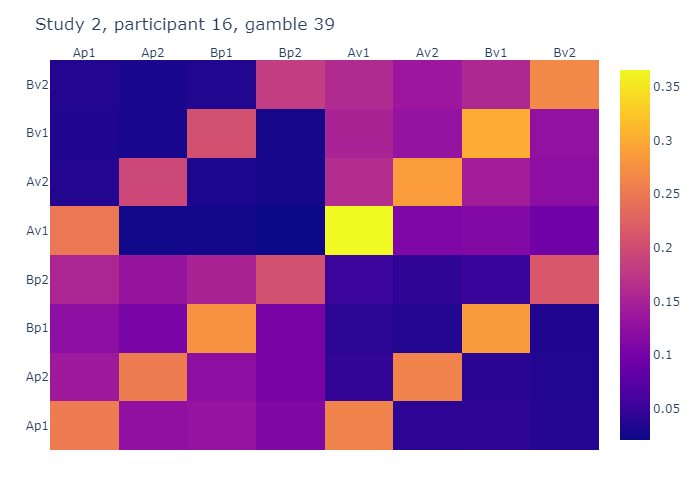 Study 2, participant 16, gamble 39
Ap1 Ap2 Bp1 Bp2 Av1 Av2 Bv1 Bv2
Bv2
Bv1
Av2
Av1
Bp2
Bp1
Ap2
Ap1
0.35
0.3
0.25
0.2
0.15
0.1
0.05